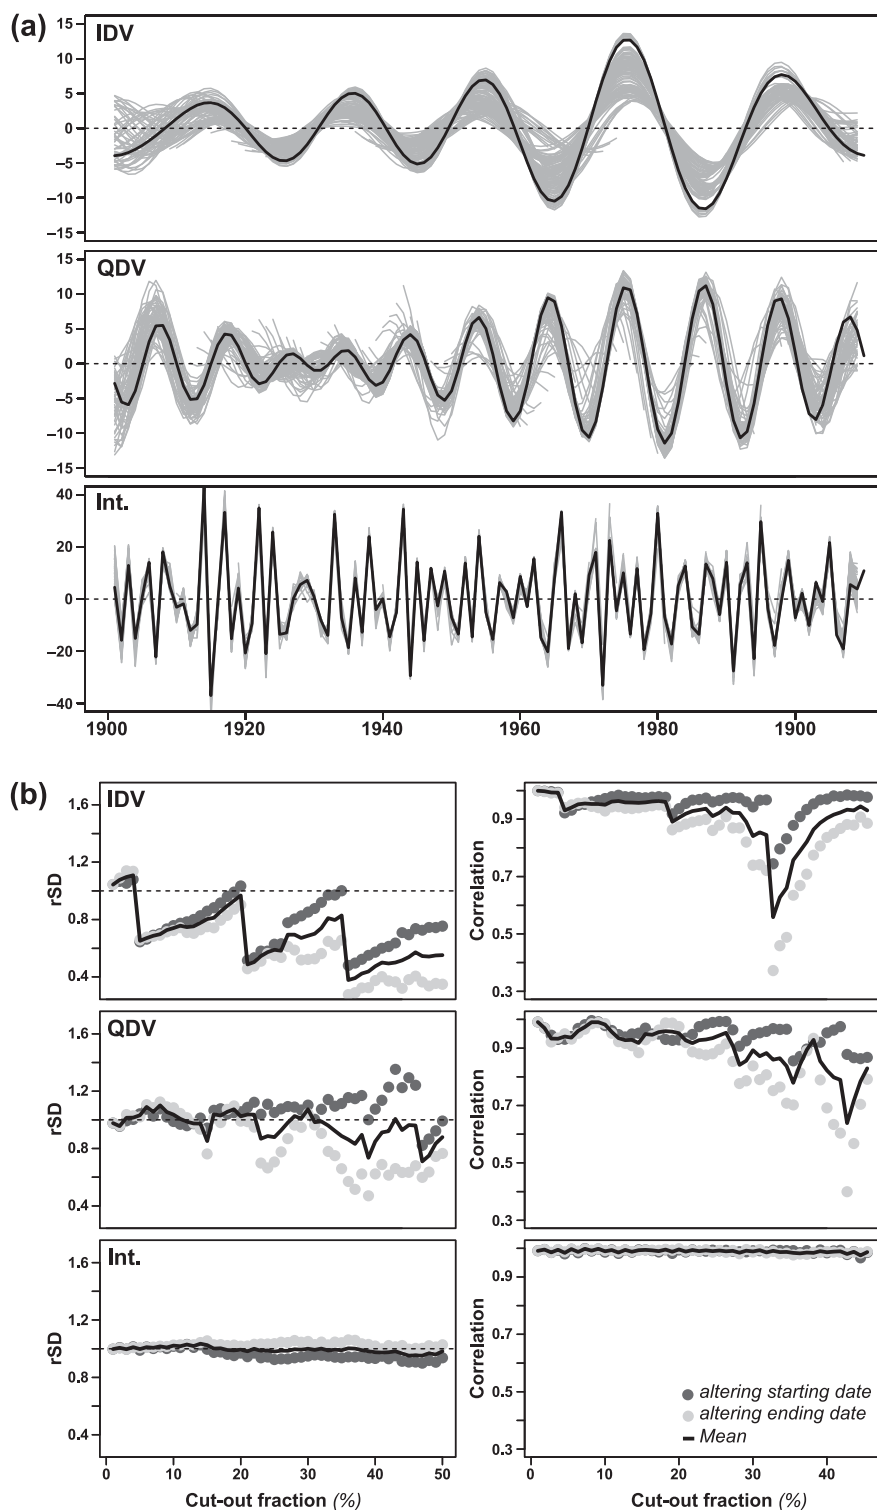 (a)
IDV
15
10
5
0
–5
–10
–15
QDV
15
10
5
0
–5
–10
–15
Int.
40
20
0
–20
–40
1900 1920 1940 1960 1980 1900
(b)
IDV
rSD
1.6
1.2
0.8
0.4
Correlation
0.9
0.7
0.5
0.3
QDV
rSD
1.6
1.2
0.8
0.4
Correlation
0.9
0.7
0.5
0.3
Int.
rSD
1.6
1.2
0.8
0.4
0 10 20 30 40 50
Cut-out fraction (%)
Correlation
0.9
0.7
0.5
0.3
altering starting date
altering ending date
Mean
0 10 20 30 40
Cut-out fraction (%)